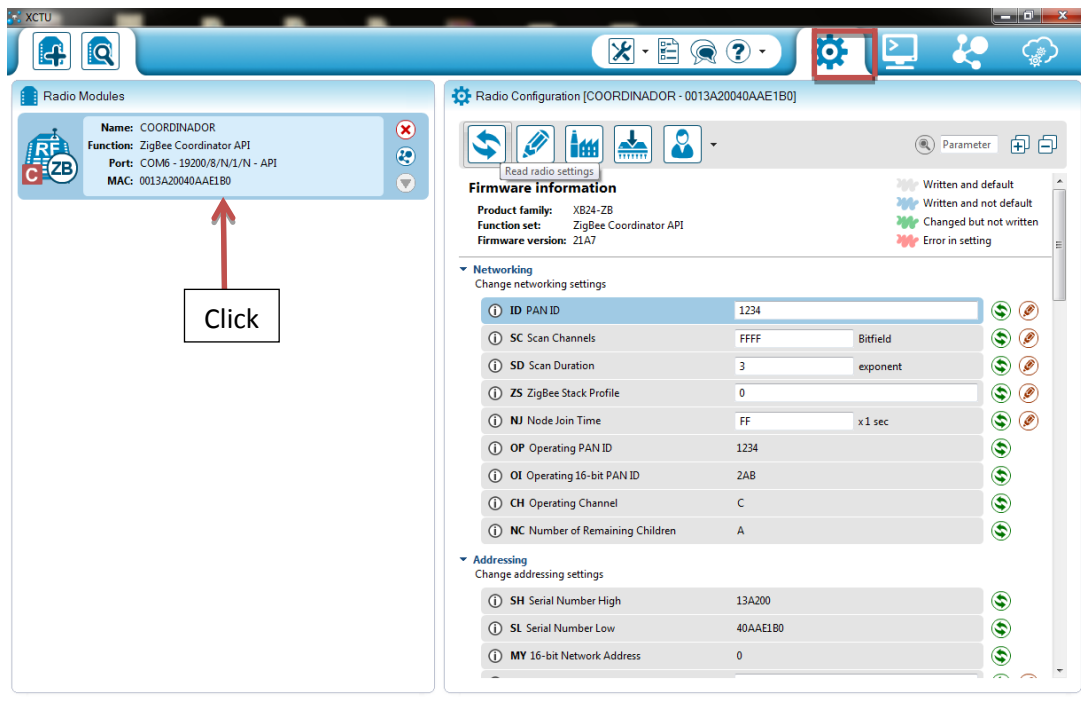 XCTU
Radio Modules
Name: COORDINADOR
Function: ZigBee Coordinator API
Port: COM6 - 19200/8/N/1/N - API
MAC: 0013A20040AAE1B0
RF
C ZB
Click
Radio Configuration [COORDINADOR - 0013A20040AAE1B0]
Parameter
Read radio settings
Firmware information
Product family: XB24-ZB
Function set: ZigBee Coordinator API
Firmware version: 21A7
Written and default
Written and not default
Changed but not written
Error in setting
Networking
Change networking settings
ID PAN ID 1234
SC Scan Channels FFFF Bitfield
SD Scan Duration 3 exponent
ZS ZigBee Stack Profile 0
NJ Node Join Time FF x 1 sec
OP Operating PAN ID 1234
OI Operating 16-bit PAN ID 2AB
CH Operating Channel C
NC Number of Remaining Children A
Addressing
Change addressing settings
SH Serial Number High 13A200
SL Serial Number Low 40AAE1B0
MY 16-bit Network Address 0